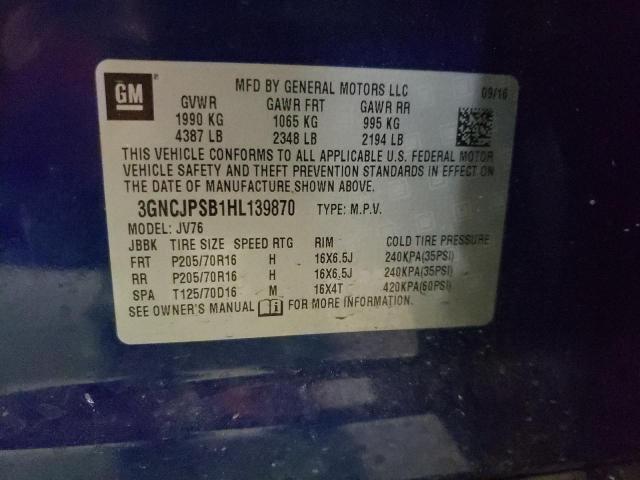 GM
MFD BY GENERAL MOTORS LLC 09/16
GVWR GAWR FRT GAWR RR
1990 KG 1065 KG 995 KG
4387 LB 2348 LB 2194 LB
THIS VEHICLE CONFORMS TO ALL APPLICABLE U.S. FEDERAL MOTOR
VEHICLE SAFETY AND THEFT PREVENTION STANDARDS IN EFFECT ON
THE DATE OF MANUFACTURE SHOWN ABOVE.
3GNCJPSB1HL139870 TYPE: M.P.V.
MODEL: JV76
JBBK TIRE SIZE SPEED RTG RIM COLD TIRE PRESSURE
FRT P205/70R16 H 16X6.5J 240KPA(35PSI)
RR P205/70R16 H 16X6.5J 240KPA(35PSI)
SPA T125/70D16 M 16X4T 420KPA(60PSI)
SEE OWNER'S MANUAL FOR MORE INFORMATION.